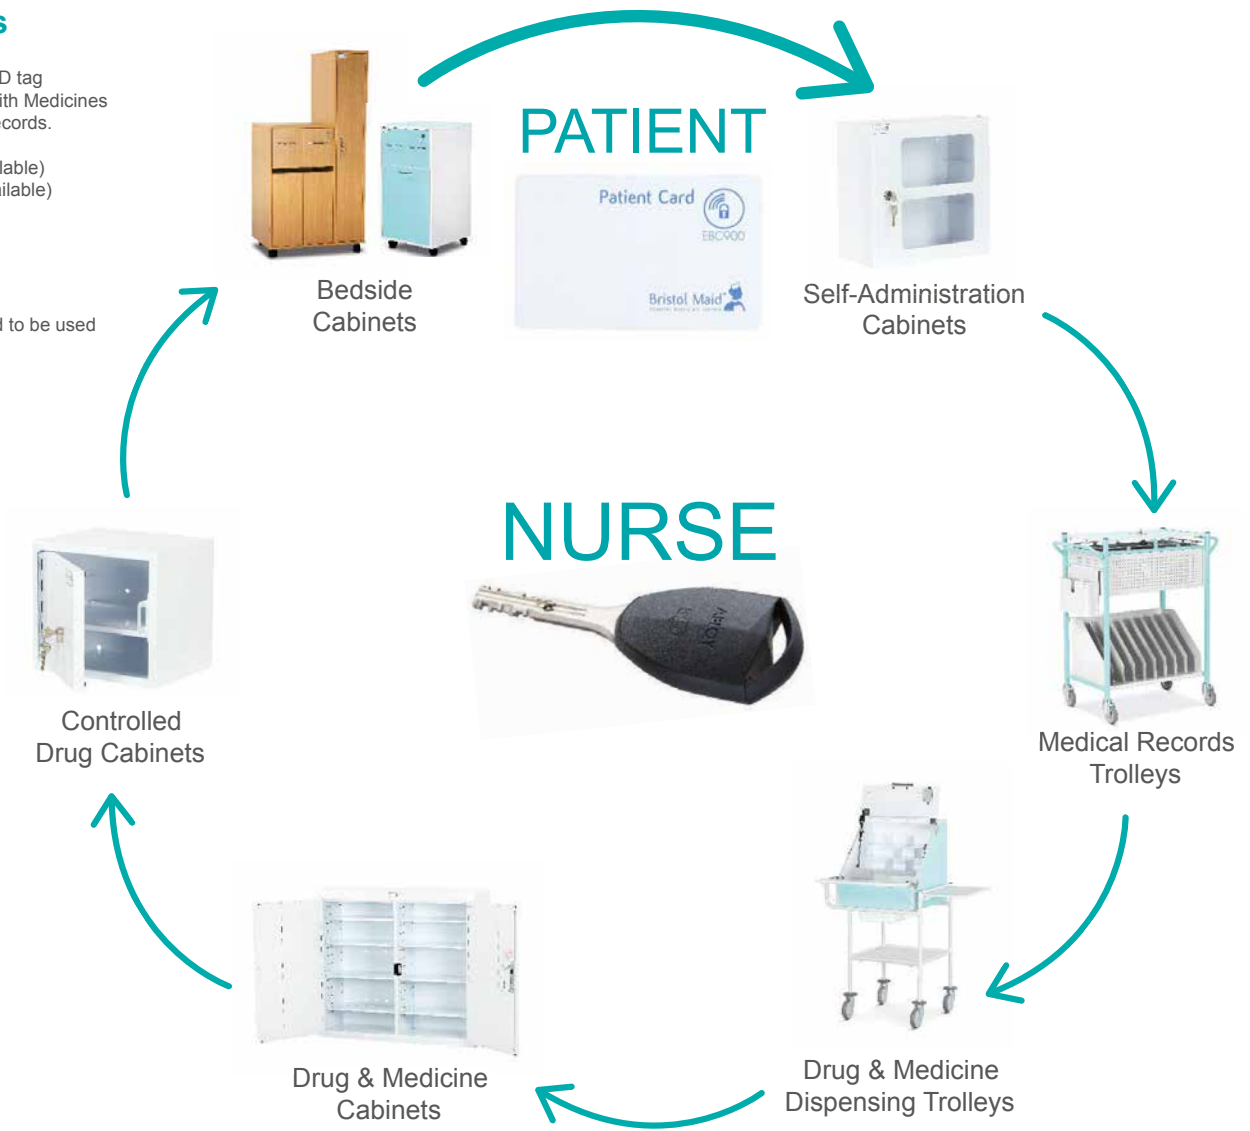 s
D tag
ith Medicines
ecords.
lable)
ailable)
d to be used
PATIENT
Patient Card
EBC900
Bristol Maid
Bedside
Cabinets
Self-Administration
Cabinets
NURSE
Controlled
Drug Cabinets
Medical Records
Trolleys
Drug & Medicine
Cabinets
Drug & Medicine
Dispensing Trolleys